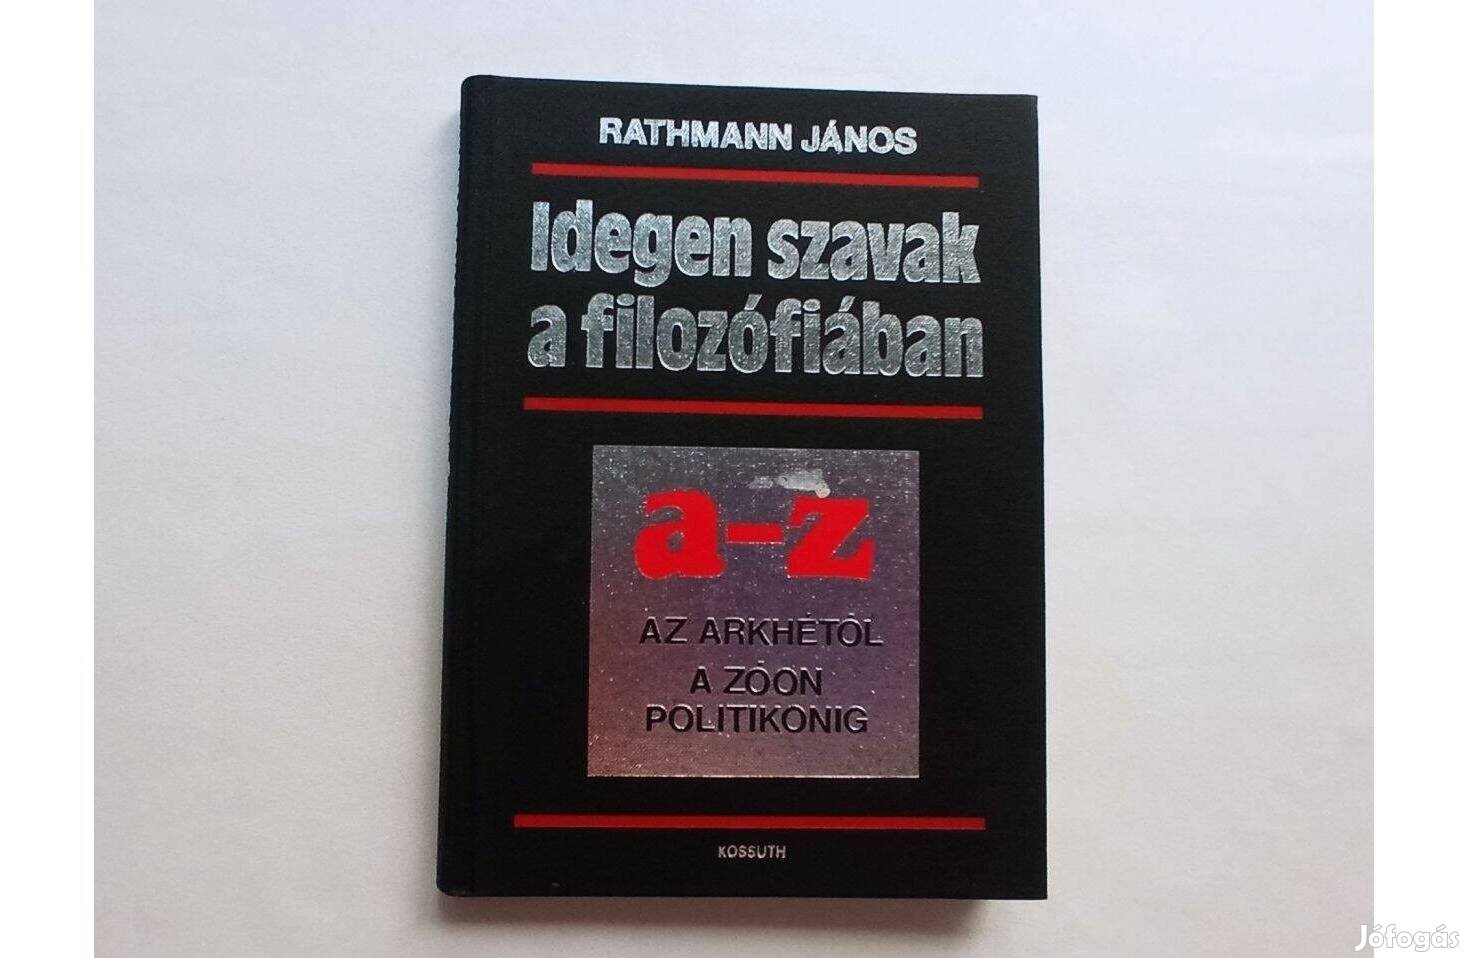 RATHMANN JÁNOS
Idegen szavak
a filozófiában
a-z
AZ ARKHÉTÓL
A ZÓON
POLITIKONIG
KOSSUTH
Jófogás